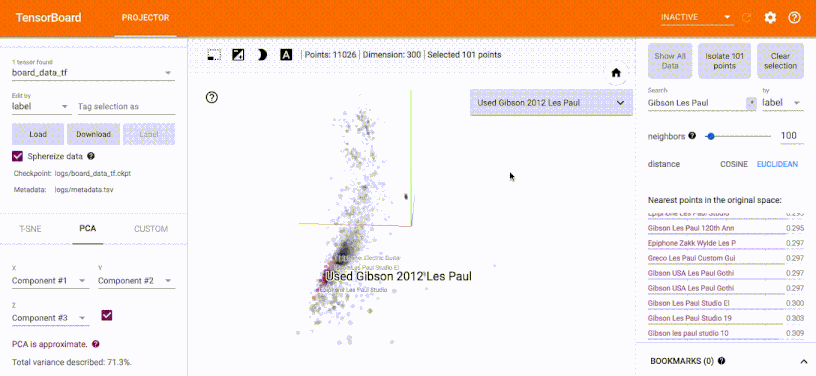 TensorBoard
PROJECTOR
INACTIVE
1 tensor found
board_data_tf
Edit by
label
Tag selection as
Load
Download
Label
Sphereize data
Checkpoint: logs/board_data_tf.ckpt
Metadata: logs/metadata.tsv
T-SNE
PCA
CUSTOM
X
Component #1
Y
Component #2
Z
Component #3
PCA is approximate.
Total variance described: 71.3%.
A
Points: 11026
Dimension: 300
Selected 101 points
Used Gibson 2012 Les Paul
Used Gibson 2012 Les Paul
Epiphone Les Paul Studio
Show All Data
Isolate 101 points
Clear selection
Search
Gibson Les Paul
by
label
neighbors
100
distance
COSINE
EUCLIDEAN
Nearest points in the original space:
Epiphone Les Paul Studio 0.295
Gibson Les Paul 120th Ann 0.295
Epiphone Zakk Wylde Les P 0.297
Greco Les Paul Custom Gui 0.297
Gibson USA Les Paul Gothi 0.297
Gibson USA Les Paul Gothi 0.297
Gibson Les Paul Studio El 0.300
Gibson Les Paul Studio 19 0.303
Gibson les paul studio 10 0.309
BOOKMARKS (0)